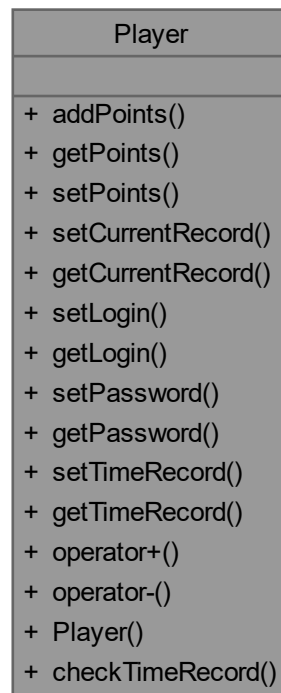 Player
+ addPoints()
+ getPoints()
+ setPoints()
+ setCurrentRecord()
+ getCurrentRecord()
+ setLogin()
+ getLogin()
+ setPassword()
+ getPassword()
+ setTimeRecord()
+ getTimeRecord()
+ operator+()
+ operator-()
+ Player()
+ checkTimeRecord()